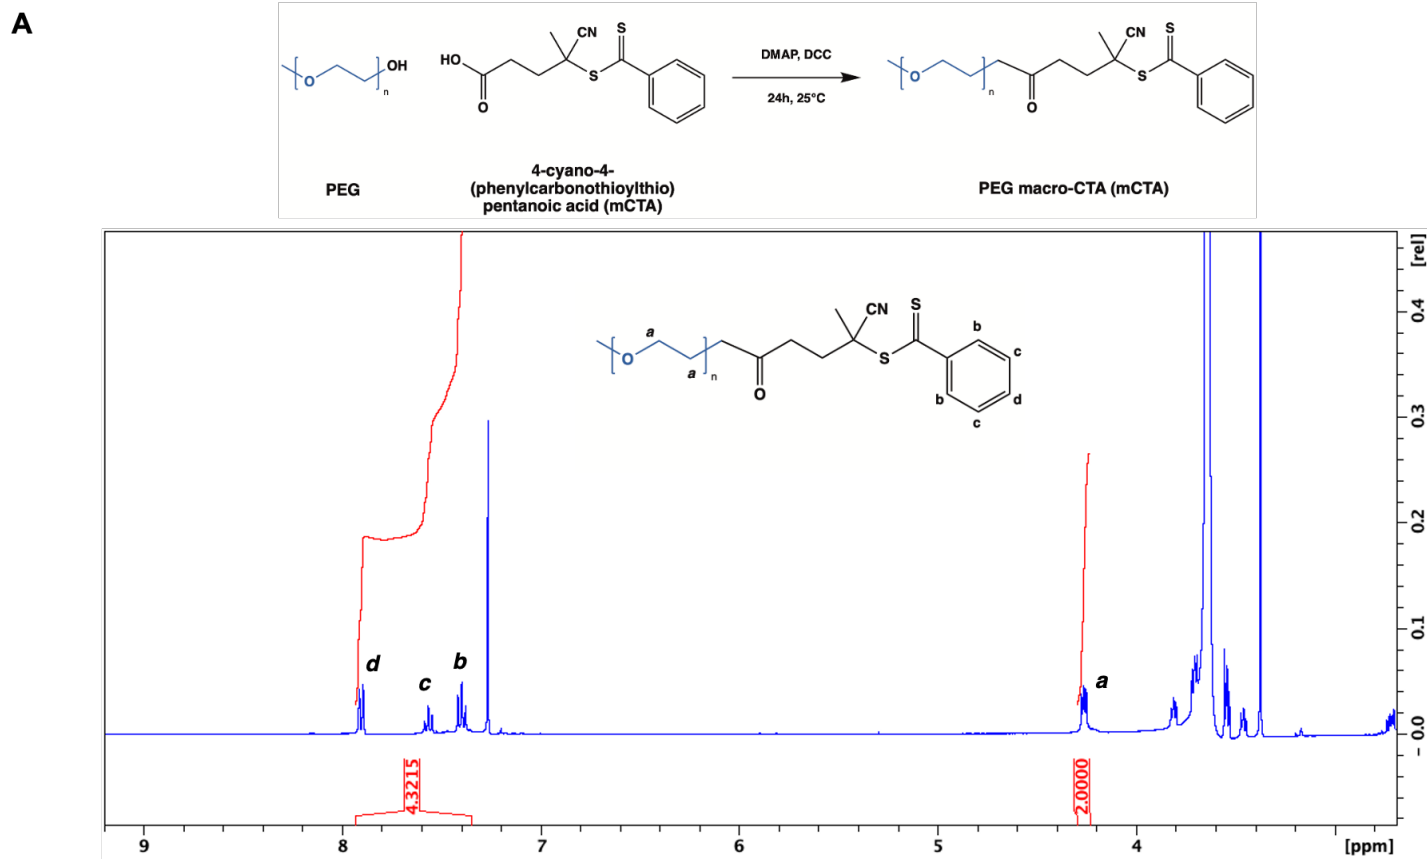 A
O
OH
n
HO
O
CN
S
S
DMAP, DCC
24h, 25°C
O
n
O
CN
S
S
PEG
4-cyano-4-
(phenylcarbonothioylthio)
pentanoic acid (mCTA)
PEG macro-CTA (mCTA)
[rel]
0.4
0.3
0.2
0.1
0.0
O
a
a
n
O
CN
S
S
b
c
b
d
c
d
c
b
a
4.3215
2.0000
9
8
7
6
5
4
[ppm]